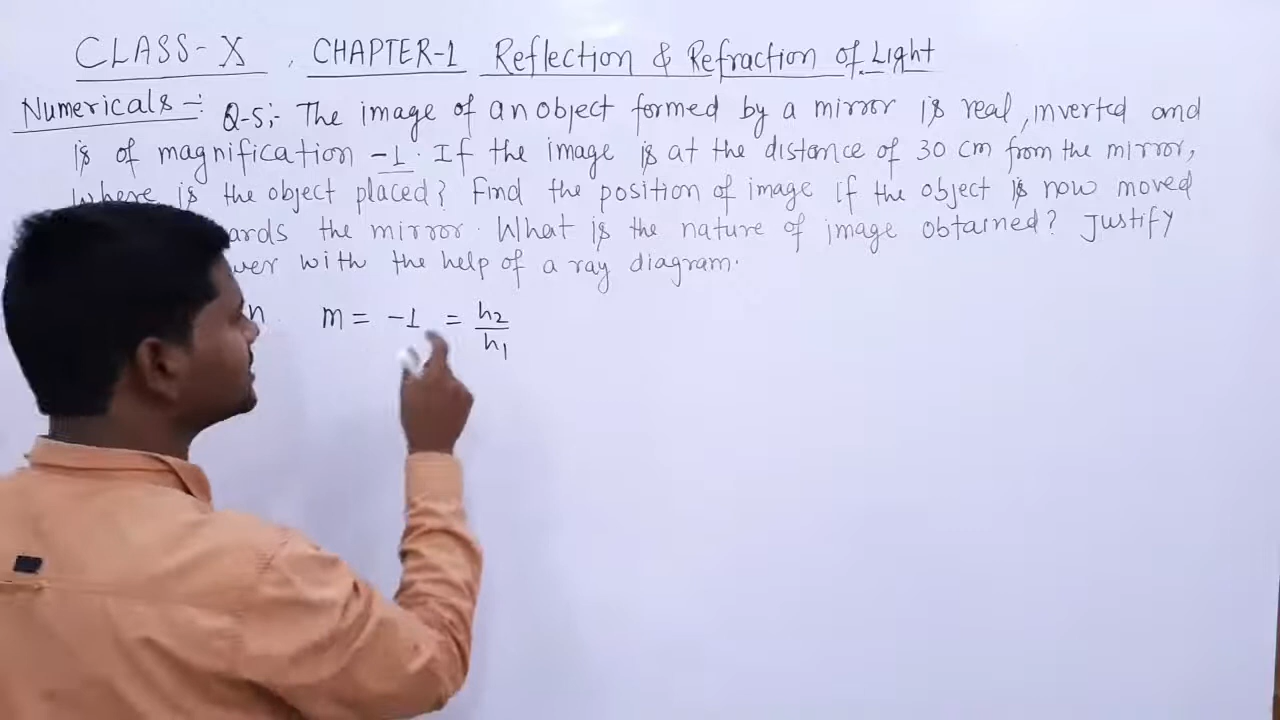 CLASS-X, CHAPTER-1 Reflection & Refraction of Light
Numericals -: Q-5;- The image of an object formed by a mirror is real, inverted and
is of magnification -1. If the image is at the distance of 30 cm from the mirror,
Where is the object placed? Find the position of image if the object is now moved
ards the mirror. What is the nature of image obtained? Justify
wer with the help of a ray diagram.
n m = -1 = h2/h1